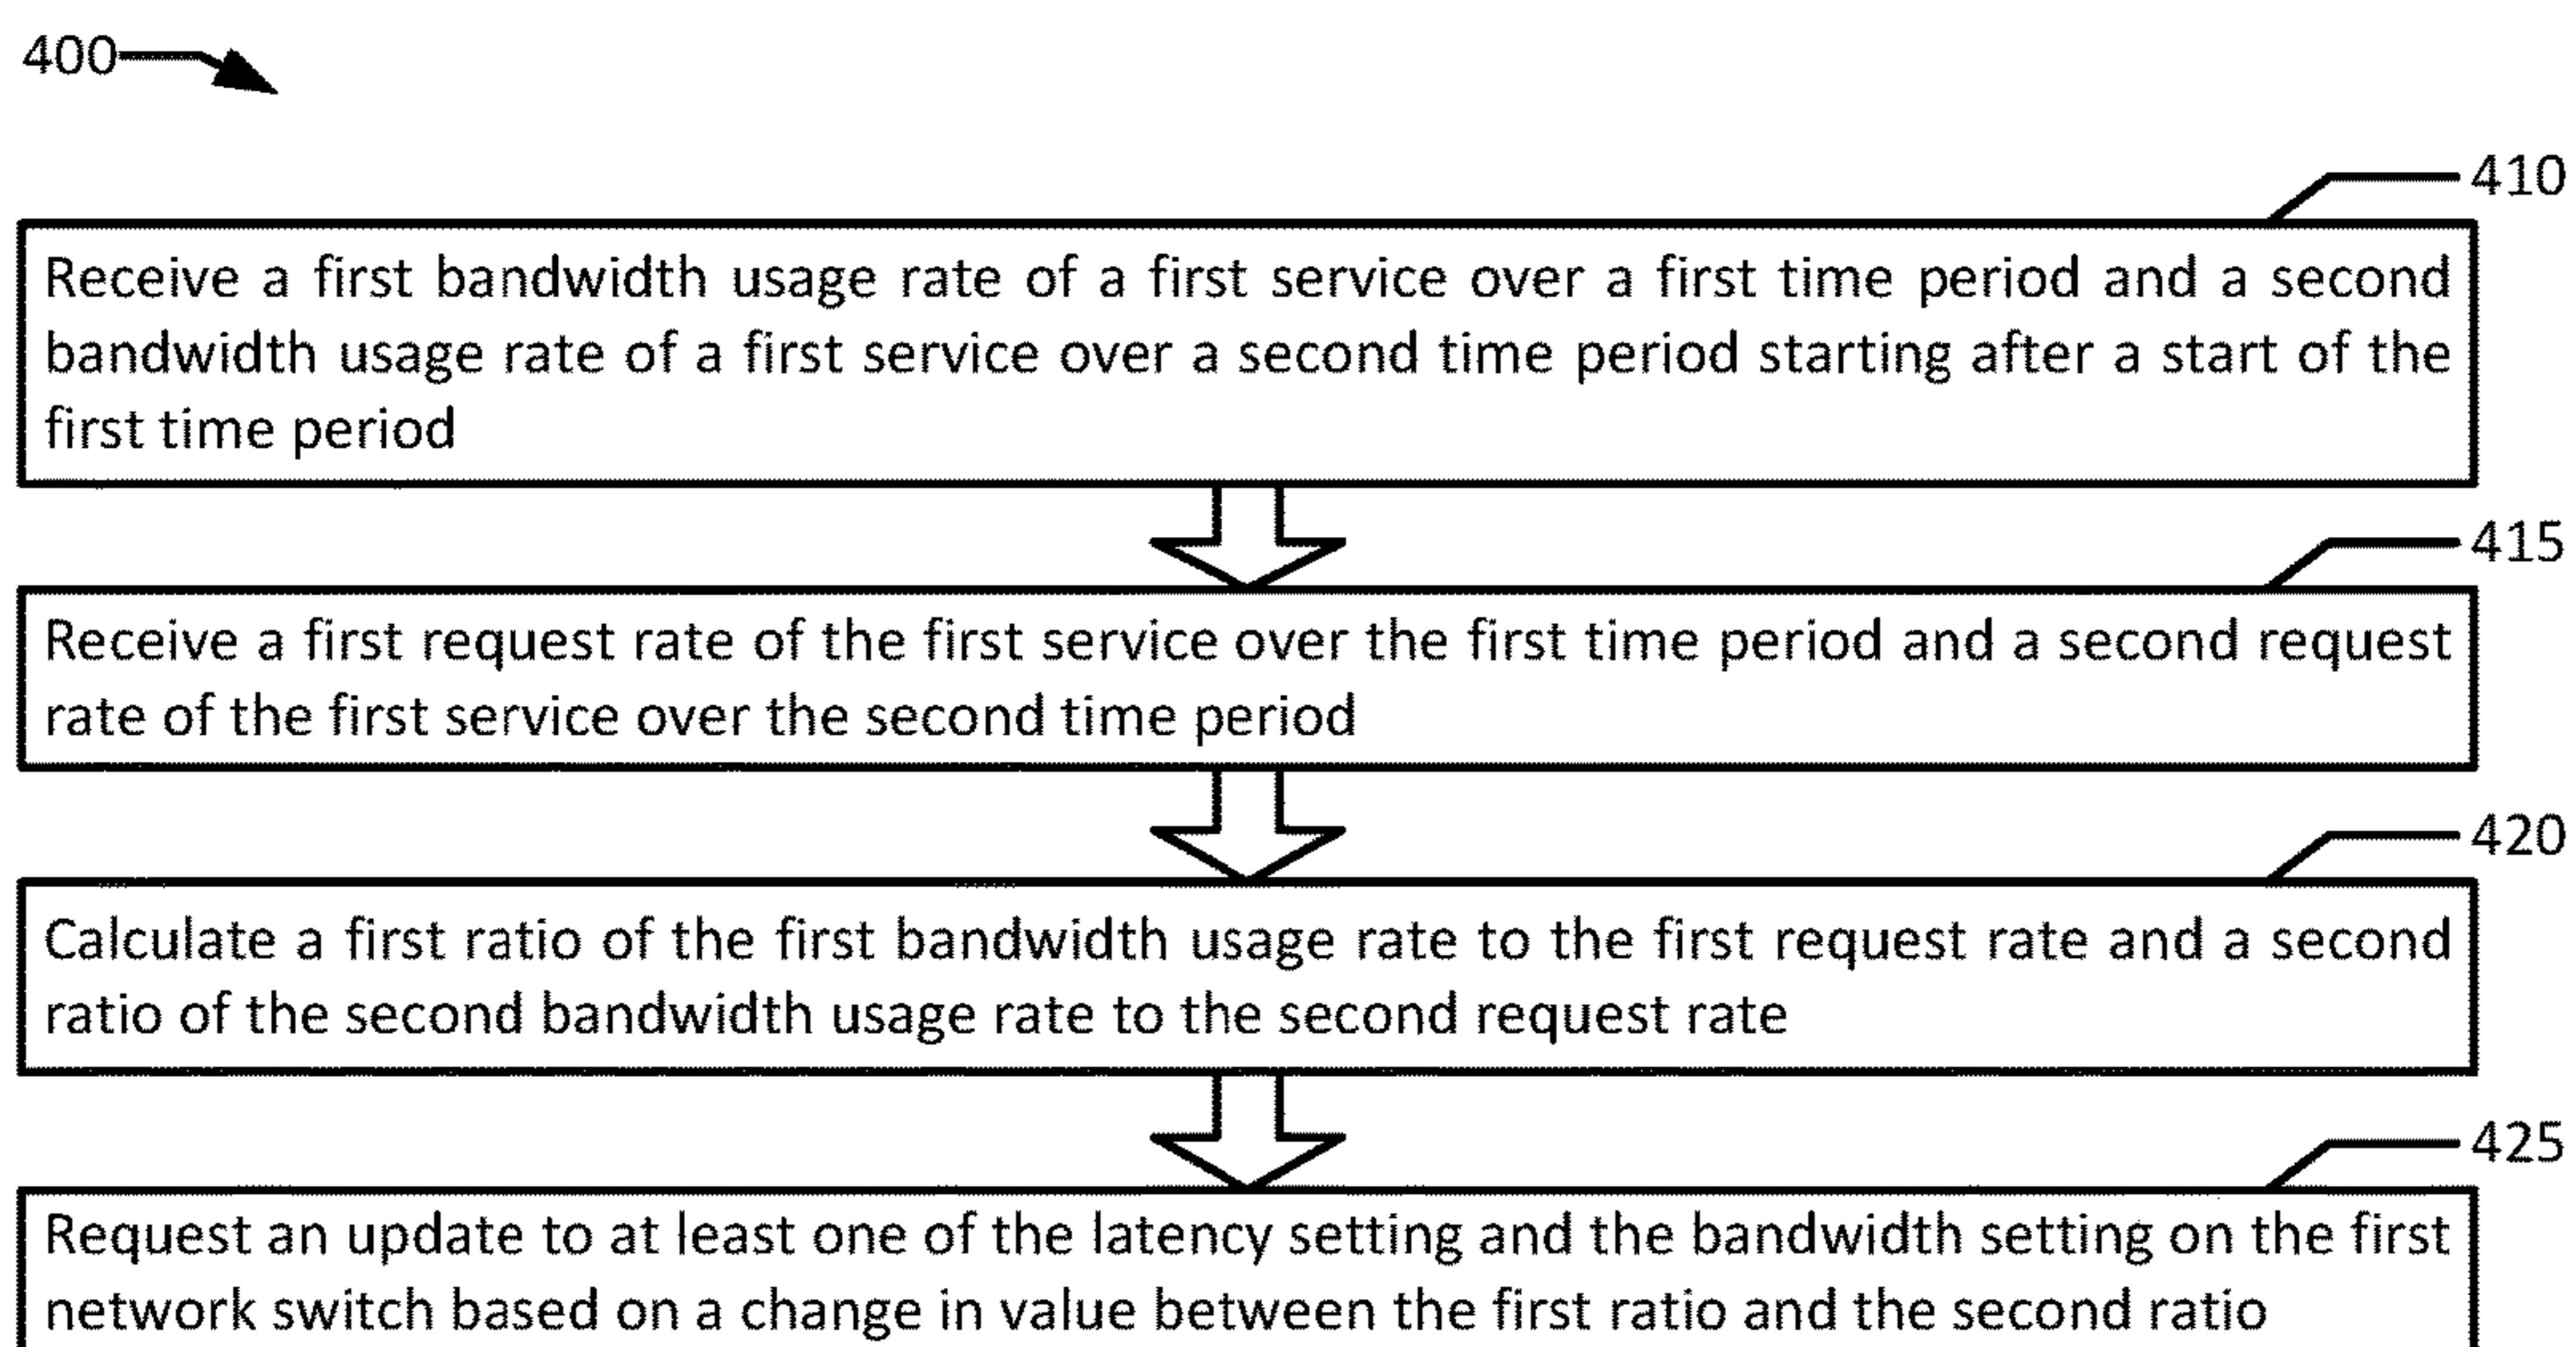 400
410
Receive a first bandwidth usage rate of a first service over a first time period and a second
bandwidth usage rate of a first service over a second time period starting after a start of the
first time period
415
Receive a first request rate of the first service over the first time period and a second request
rate of the first service over the second time period
420
Calculate a first ratio of the first bandwidth usage rate to the first request rate and a second
ratio of the second bandwidth usage rate to the second request rate
425
Request an update to at least one of the latency setting and the bandwidth setting on the first
network switch based on a change in value between the first ratio and the second ratio